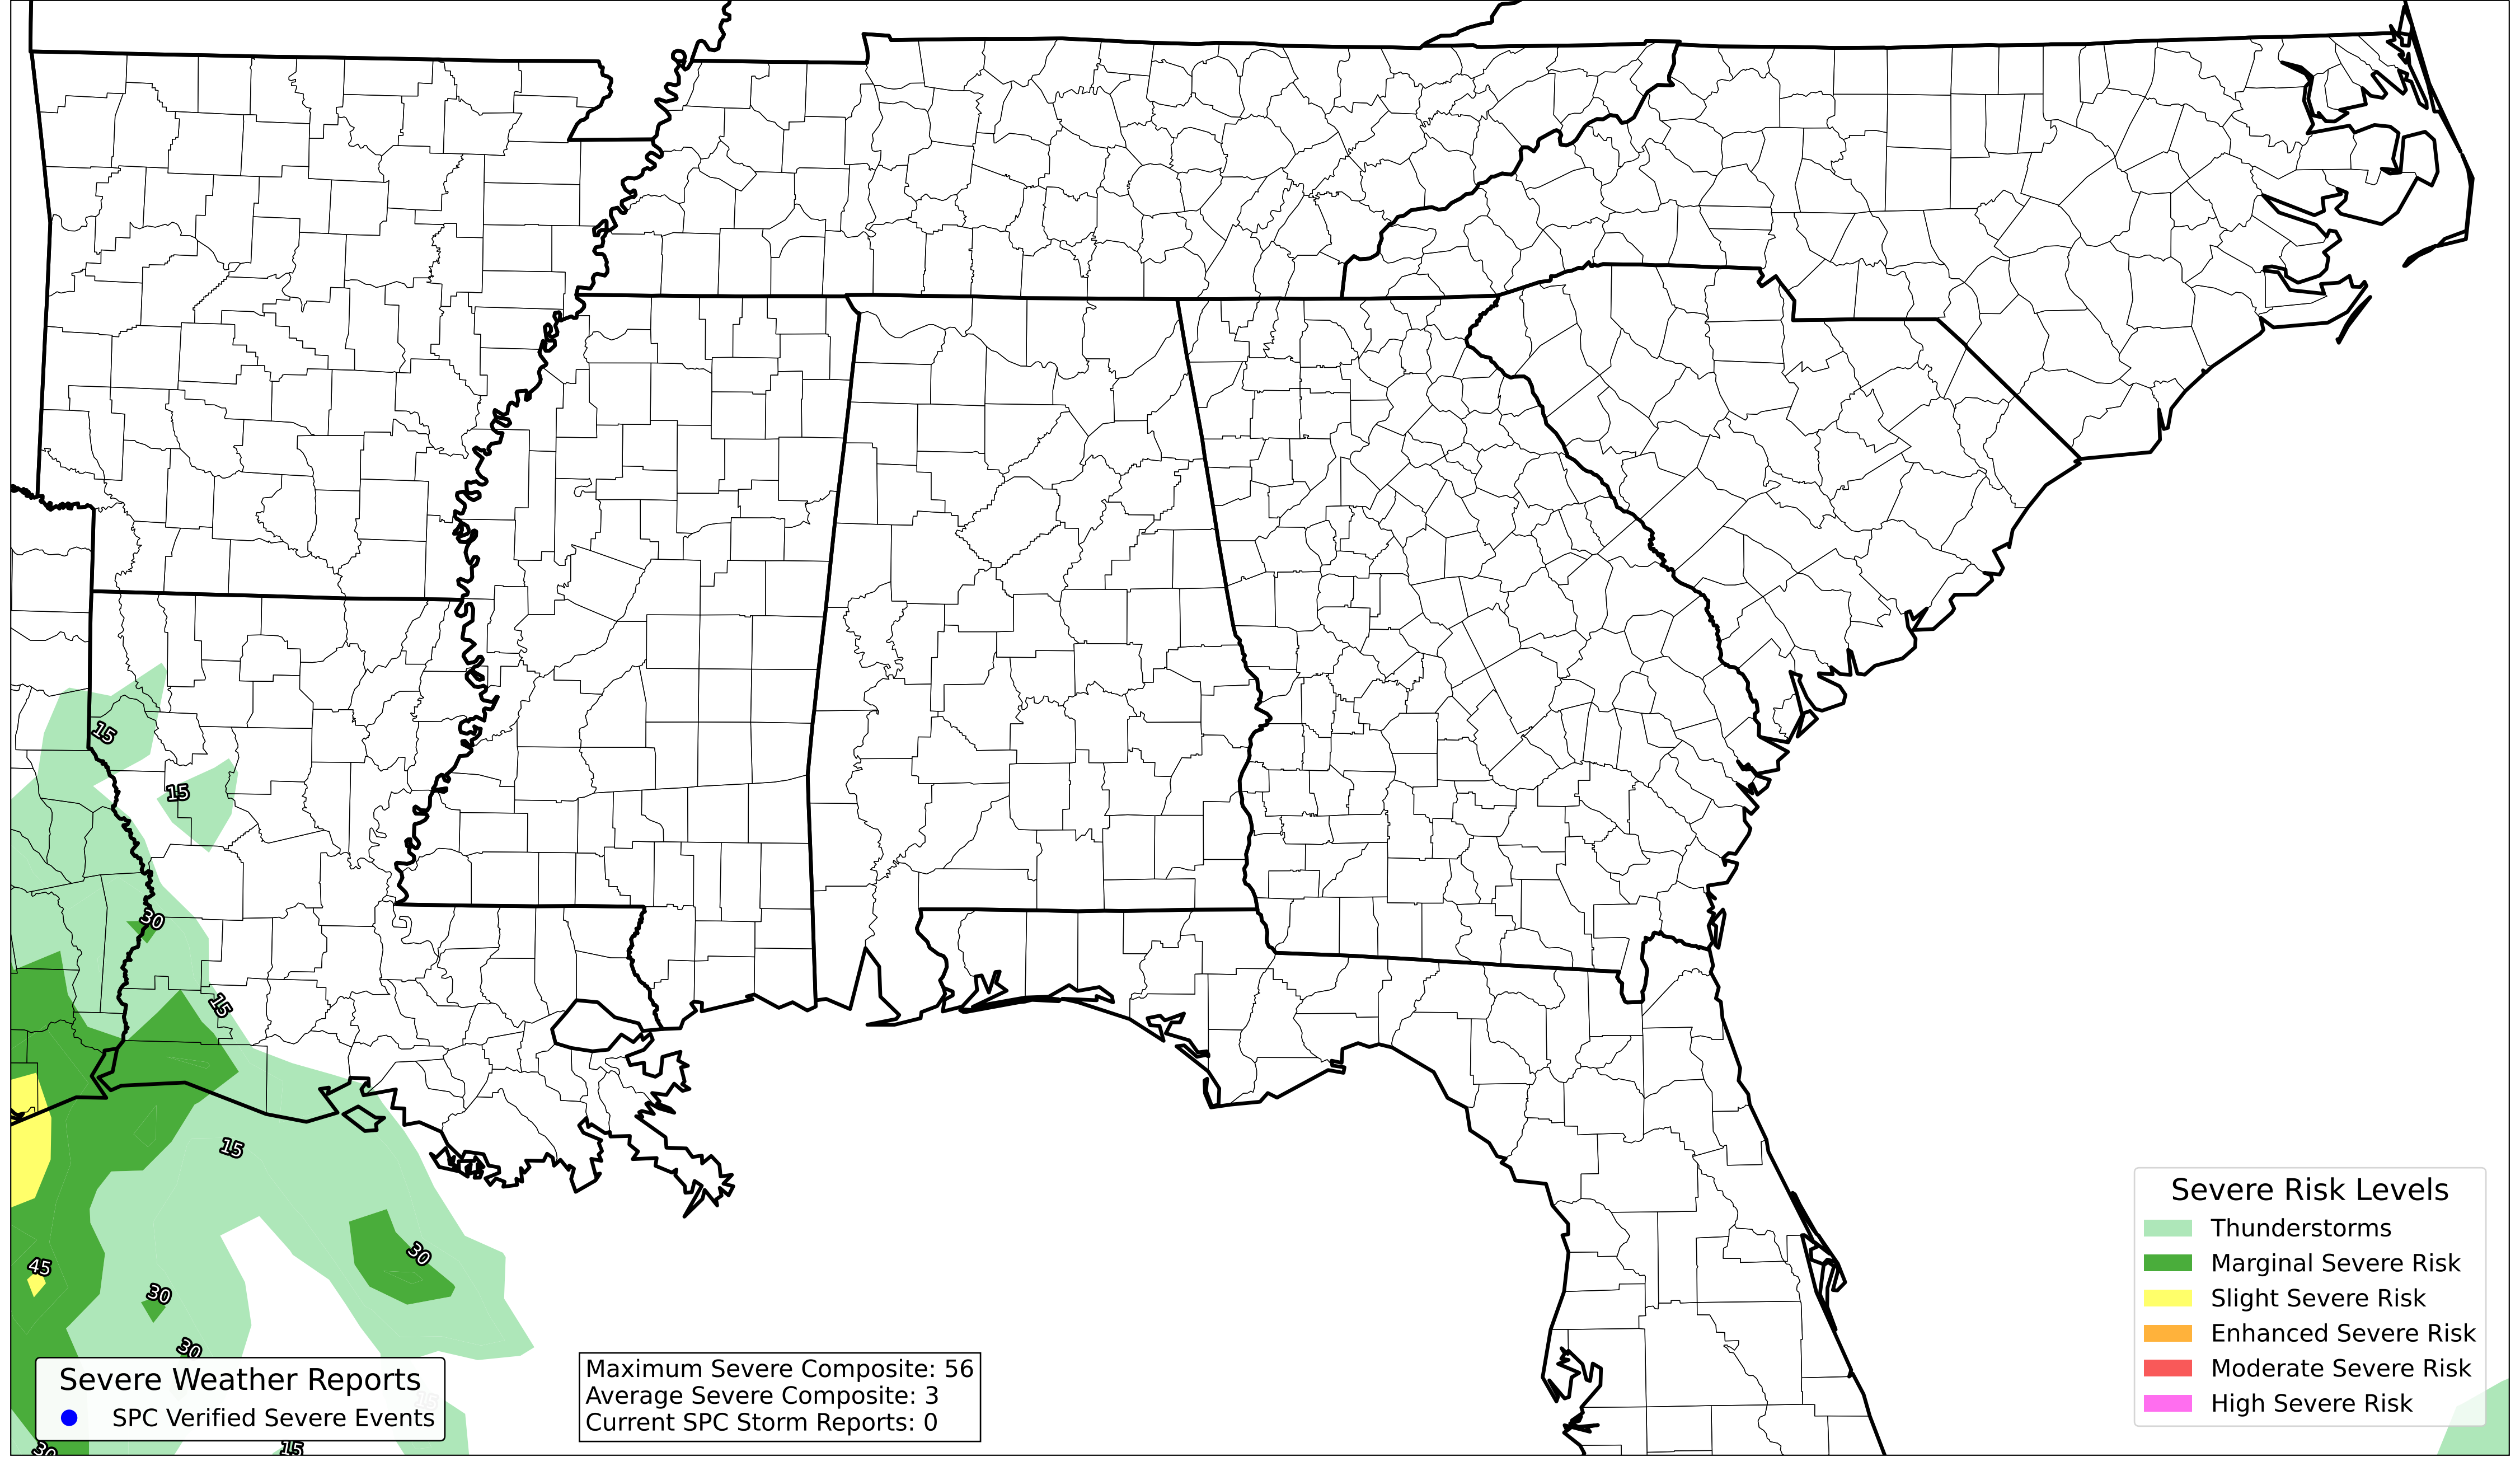 15
15
30
15
15
30
45
30
30
15
30
15
Severe Weather Reports
SPC Verified Severe Events
Maximum Severe Composite: 56
Average Severe Composite: 3
Current SPC Storm Reports: 0
Severe Risk Levels
Thunderstorms
Marginal Severe Risk
Slight Severe Risk
Enhanced Severe Risk
Moderate Severe Risk
High Severe Risk